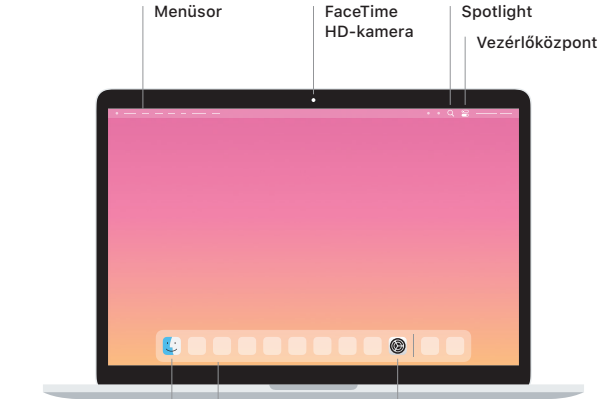 Menüsor
FaceTime
HD-kamera
Spotlight
Vezérlőközpont